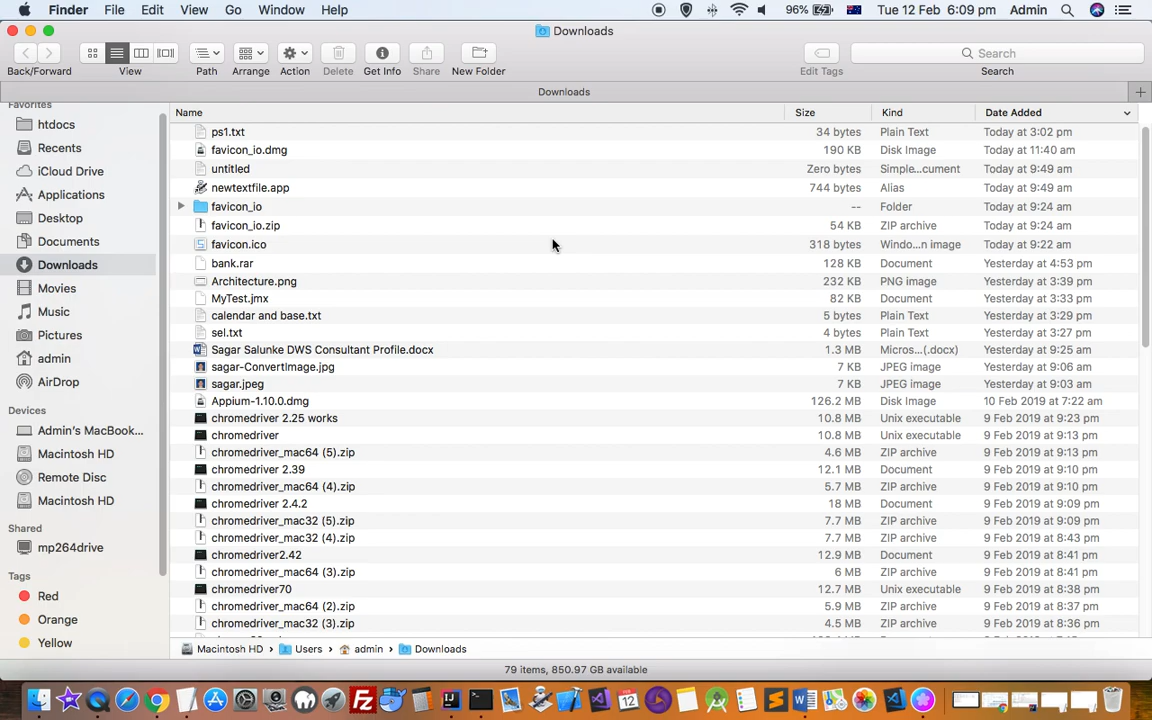 Finder File Edit View Go Window Help 96% Tue 12 Feb 6:09 pm Admin
Downloads
Back/Forward View Path Arrange Action Delete Get Info Share New Folder Edit Tags Search
Search
Downloads
Favorites
htdocs
Recents
iCloud Drive
Applications
Desktop
Documents
Downloads
Movies
Music
Pictures
admin
AirDrop
Devices
Admin's MacBook...
Macintosh HD
Remote Disc
Macintosh HD
Shared
mp264drive
Tags
Red
Orange
Yellow
Name Size Kind Date Added
ps1.txt 34 bytes Plain Text Today at 3:02 pm
favicon_io.dmg 190 KB Disk Image Today at 11:40 am
untitled Zero bytes Simple...cument Today at 9:49 am
newtextfile.app 744 bytes Alias Today at 9:49 am
favicon_io -- Folder Today at 9:24 am
favicon_io.zip 54 KB ZIP archive Today at 9:24 am
favicon.ico 318 bytes Windo...n image Today at 9:22 am
bank.rar 128 KB Document Yesterday at 4:53 pm
Architecture.png 232 KB PNG image Yesterday at 3:39 pm
MyTest.jmx 82 KB Document Yesterday at 3:33 pm
calendar and base.txt 5 bytes Plain Text Yesterday at 3:29 pm
sel.txt 4 bytes Plain Text Yesterday at 3:27 pm
Sagar Salunke DWS Consultant Profile.docx 1.3 MB Micros...(.docx) Yesterday at 9:25 am
sagar-ConvertImage.jpg 7 KB JPEG image Yesterday at 9:06 am
sagar.jpeg 7 KB JPEG image Yesterday at 9:03 am
Appium-1.10.0.dmg 126.2 MB Disk Image 10 Feb 2019 at 7:22 am
chromedriver 2.25 works 10.8 MB Unix executable 9 Feb 2019 at 9:23 pm
chromedriver 10.8 MB Unix executable 9 Feb 2019 at 9:13 pm
chromedriver_mac64 (5).zip 4.6 MB ZIP archive 9 Feb 2019 at 9:13 pm
chromedriver 2.39 12.1 MB Document 9 Feb 2019 at 9:10 pm
chromedriver_mac64 (4).zip 5.7 MB ZIP archive 9 Feb 2019 at 9:10 pm
chromedriver 2.4.2 18 MB Document 9 Feb 2019 at 9:09 pm
chromedriver_mac32 (5).zip 7.7 MB ZIP archive 9 Feb 2019 at 9:09 pm
chromedriver_mac32 (4).zip 7.7 MB ZIP archive 9 Feb 2019 at 8:43 pm
chromedriver2.42 12.9 MB Document 9 Feb 2019 at 8:41 pm
chromedriver_mac64 (3).zip 6 MB ZIP archive 9 Feb 2019 at 8:41 pm
chromedriver70 12.7 MB Unix executable 9 Feb 2019 at 8:38 pm
chromedriver_mac64 (2).zip 5.9 MB ZIP archive 9 Feb 2019 at 8:37 pm
chromedriver_mac32 (3).zip 4.5 MB ZIP archive 9 Feb 2019 at 8:36 pm
Macintosh HD Users admin Downloads
79 items, 850.97 GB available